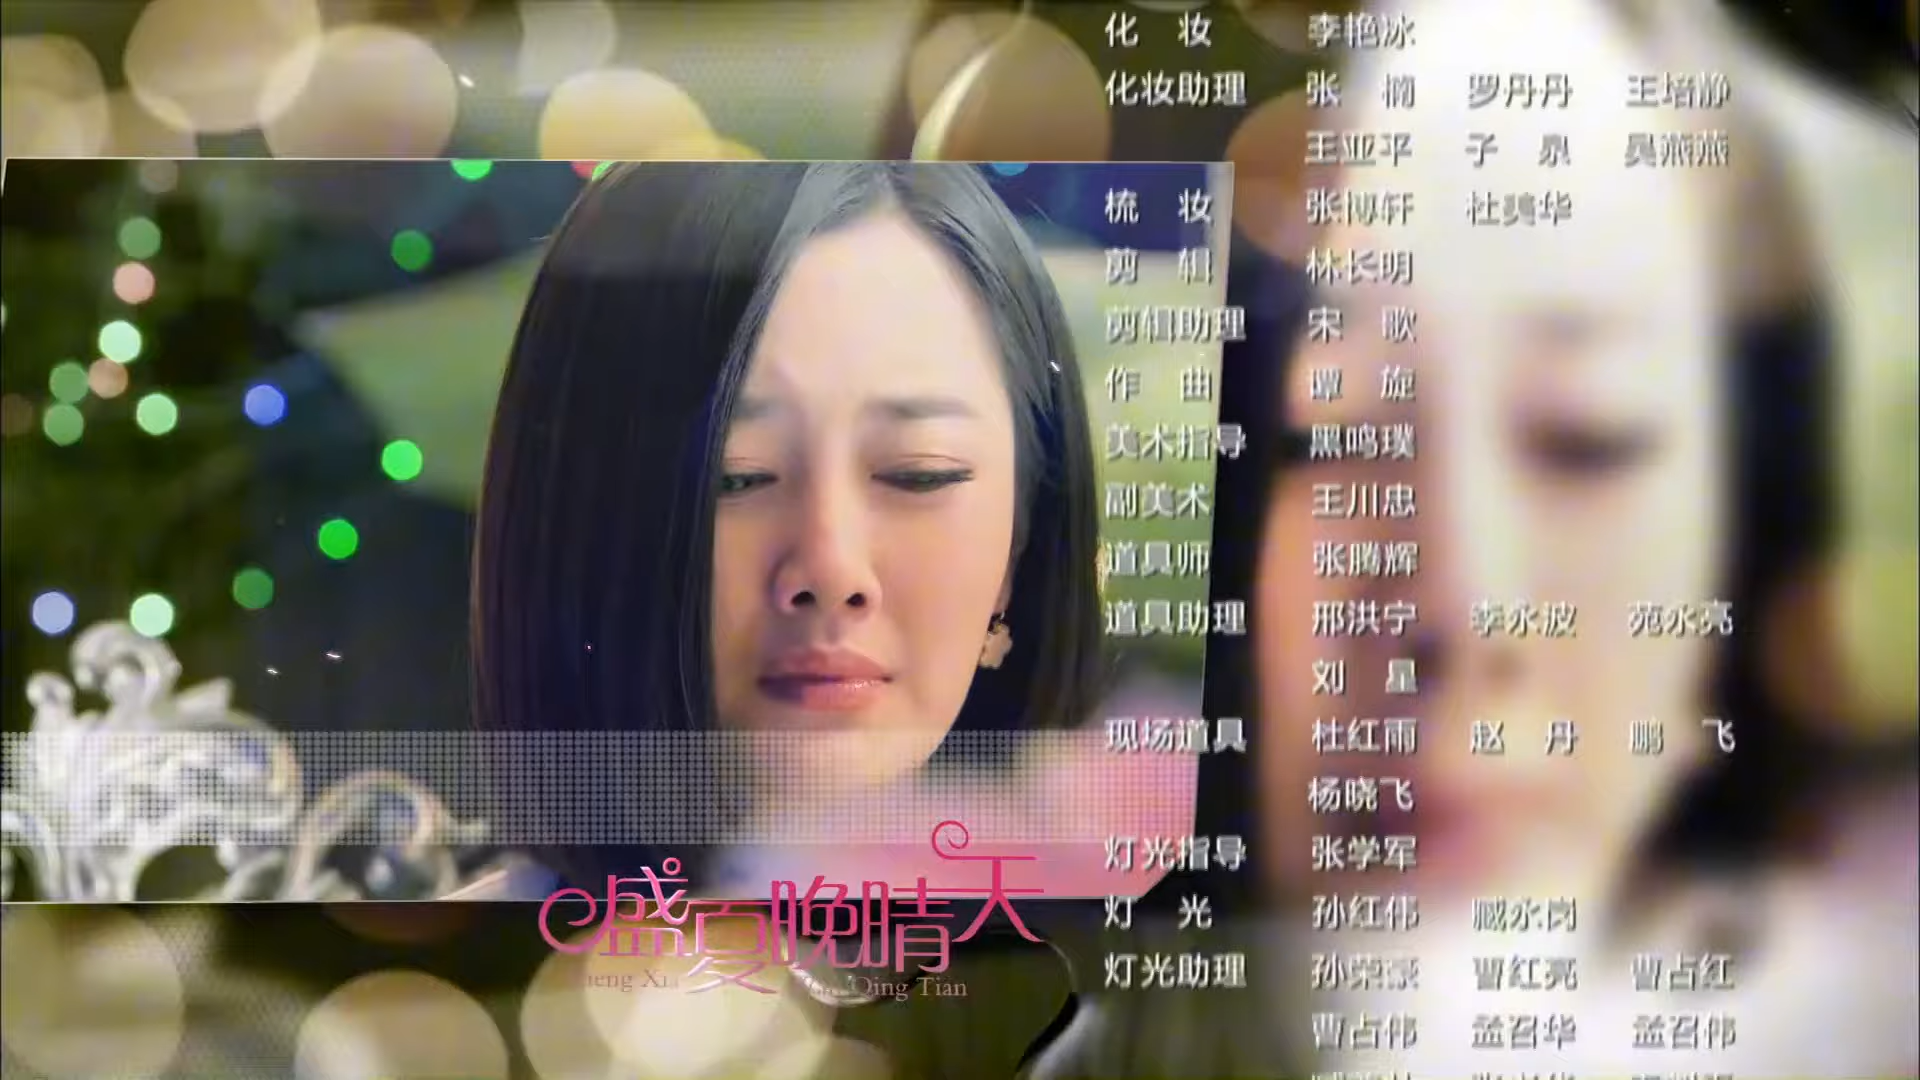 化 妆 李艳冰
化妆助理 张 楠 罗丹丹 王培静
王亚平 子 泉 吴燕燕
梳 妆 张博轩 杜美华
剪 辑 林长明
剪辑助理 宋 歌
作 曲 谭 旋
美术指导 黑鸣璞
副美术 王川忠
道具师 张腾辉
道具助理 邢洪宁 李永波 苑永亮
刘 星
现场道具 杜红雨 赵 丹 鹏 飞
杨晓飞
灯光指导 张学军
灯 光 孙红伟 臧永岗
灯光助理 孙荣豪 曹红亮 曹占红
曹占伟 孟召华 孟召伟
盛夏晚晴天
Qing Tian